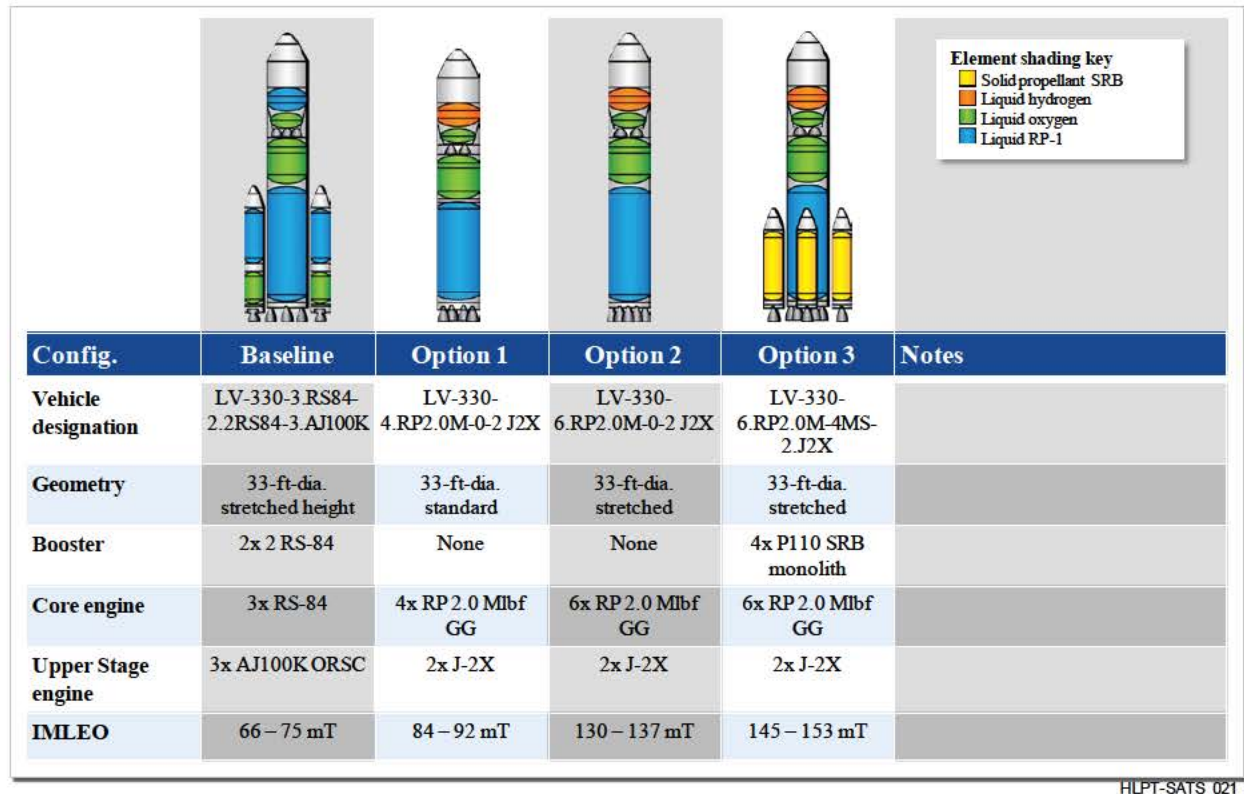 Element shading key
Solid propellant SRB
Liquid hydrogen
Liquid oxygen
Liquid RP-1
Config. Baseline Option 1 Option 2 Option 3 Notes
Vehicle designation LV-330-3.RS84-2.2RS84-3.AJ100K LV-330-4.RP2.0M-0-2 J2X LV-330-6.RP2.0M-0-2 J2X LV-330-6.RP2.0M-4MS-2.J2X
Geometry 33-ft-dia. stretched height 33-ft-dia. standard 33-ft-dia. stretched 33-ft-dia. stretched
Booster 2x 2 RS-84 None None 4x P110 SRB monolith
Core engine 3x RS-84 4x RP 2.0 Mlbf GG 6x RP 2.0 Mlbf GG 6x RP 2.0 Mlbf GG
Upper Stage engine 3x AJ100K ORSC 2x J-2X 2x J-2X 2x J-2X
IMLEO 66 – 75 mT 84 – 92 mT 130 – 137 mT 145 – 153 mT
HLPT-SATS 021